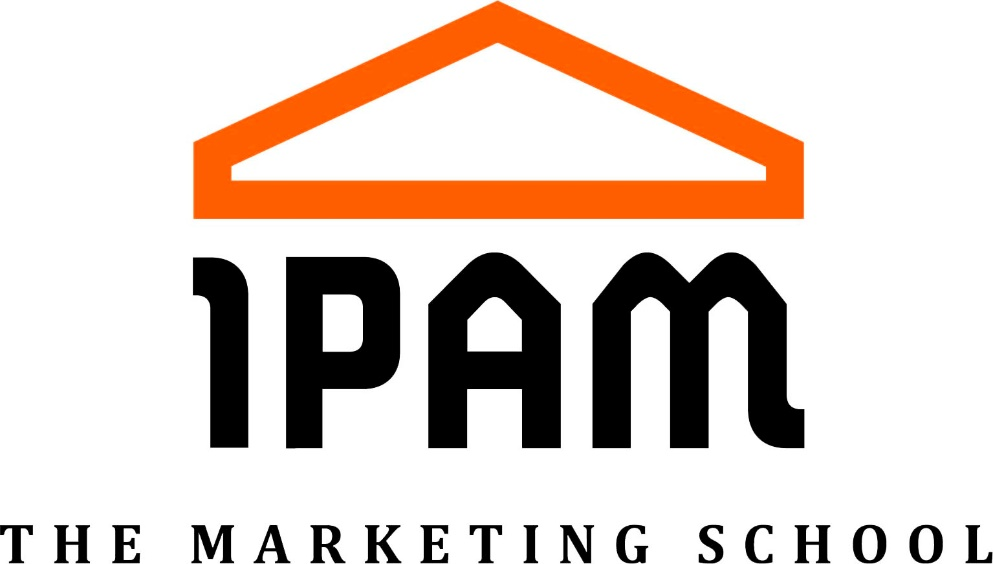 IPAM
THE MARKETING SCHOOL